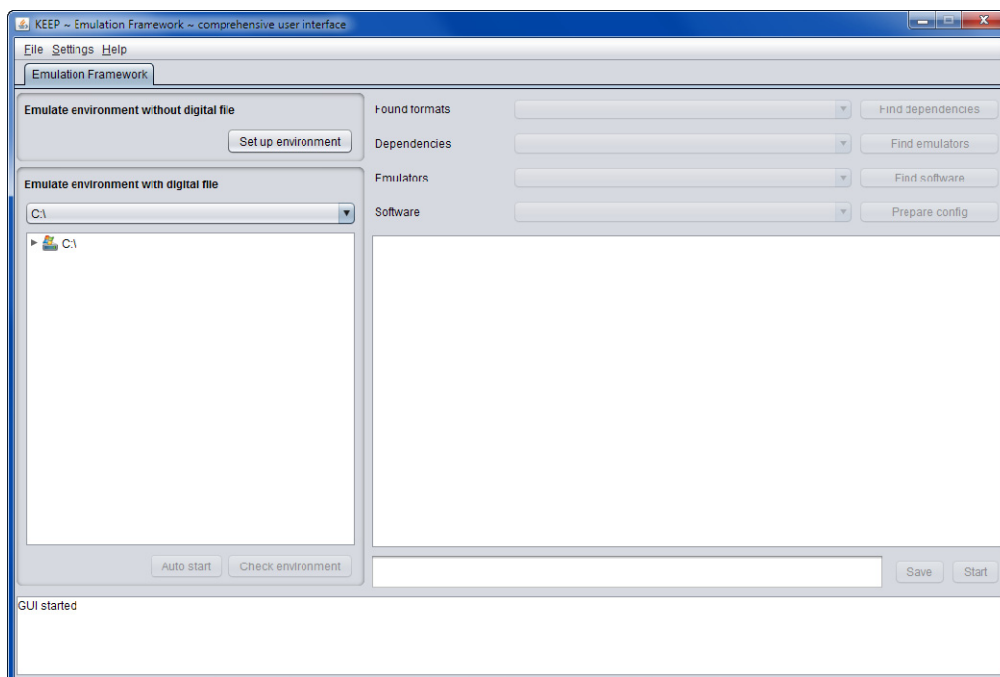 KEEP ~ Emulation Framework ~ comprehensive user interface
File Settings Help
Emulation Framework
Emulate environment without digital file
Set up environment
Emulate environment with digital file
C:\
C:\
Auto start Check environment
Found formats Find dependencies
Dependencies Find emulators
Emulators Find software
Software Prepare config
Save Start
GUI started